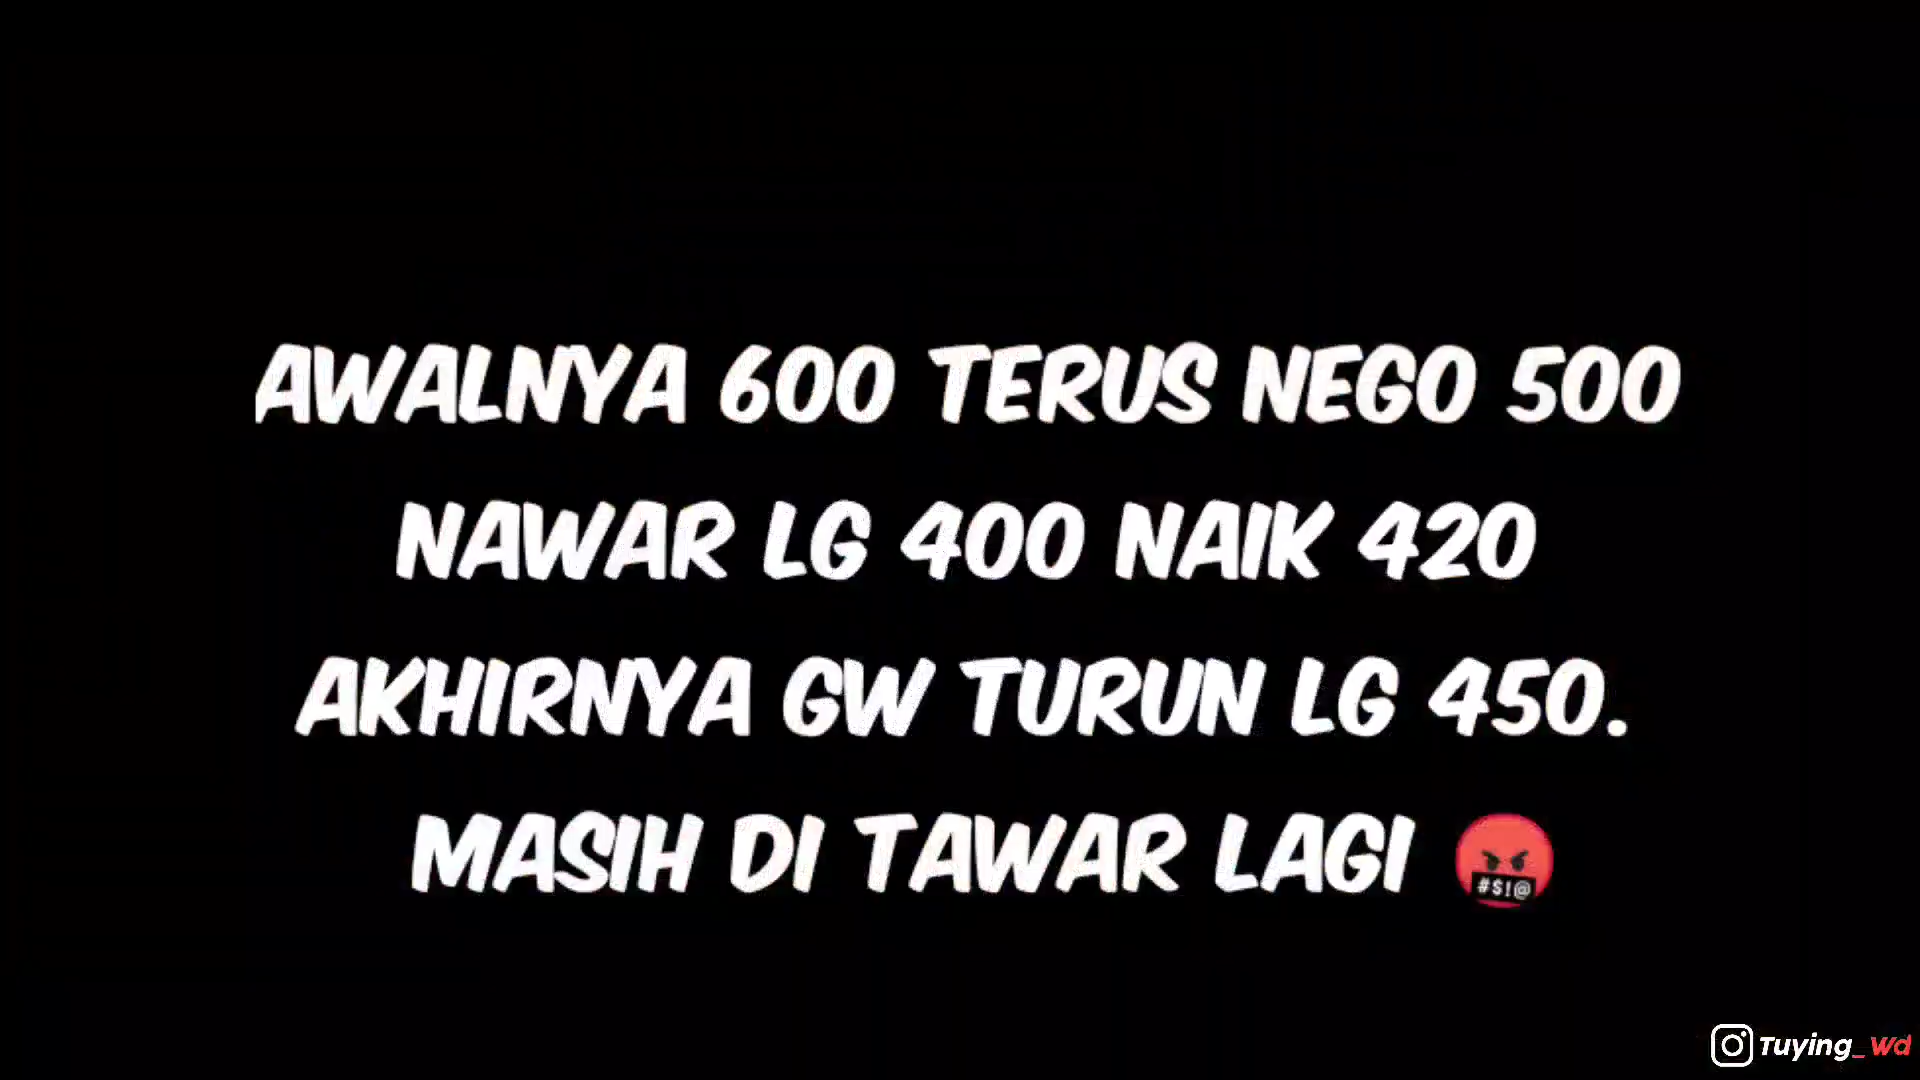 AWALNYA 600 TERUS NEGO 500
NAWAR LG 400 NAIK 420
AKHIRNYA GW TURUN LG 450.
MASIH DI TAWAR LAGI 🤬
Tuying_Wd